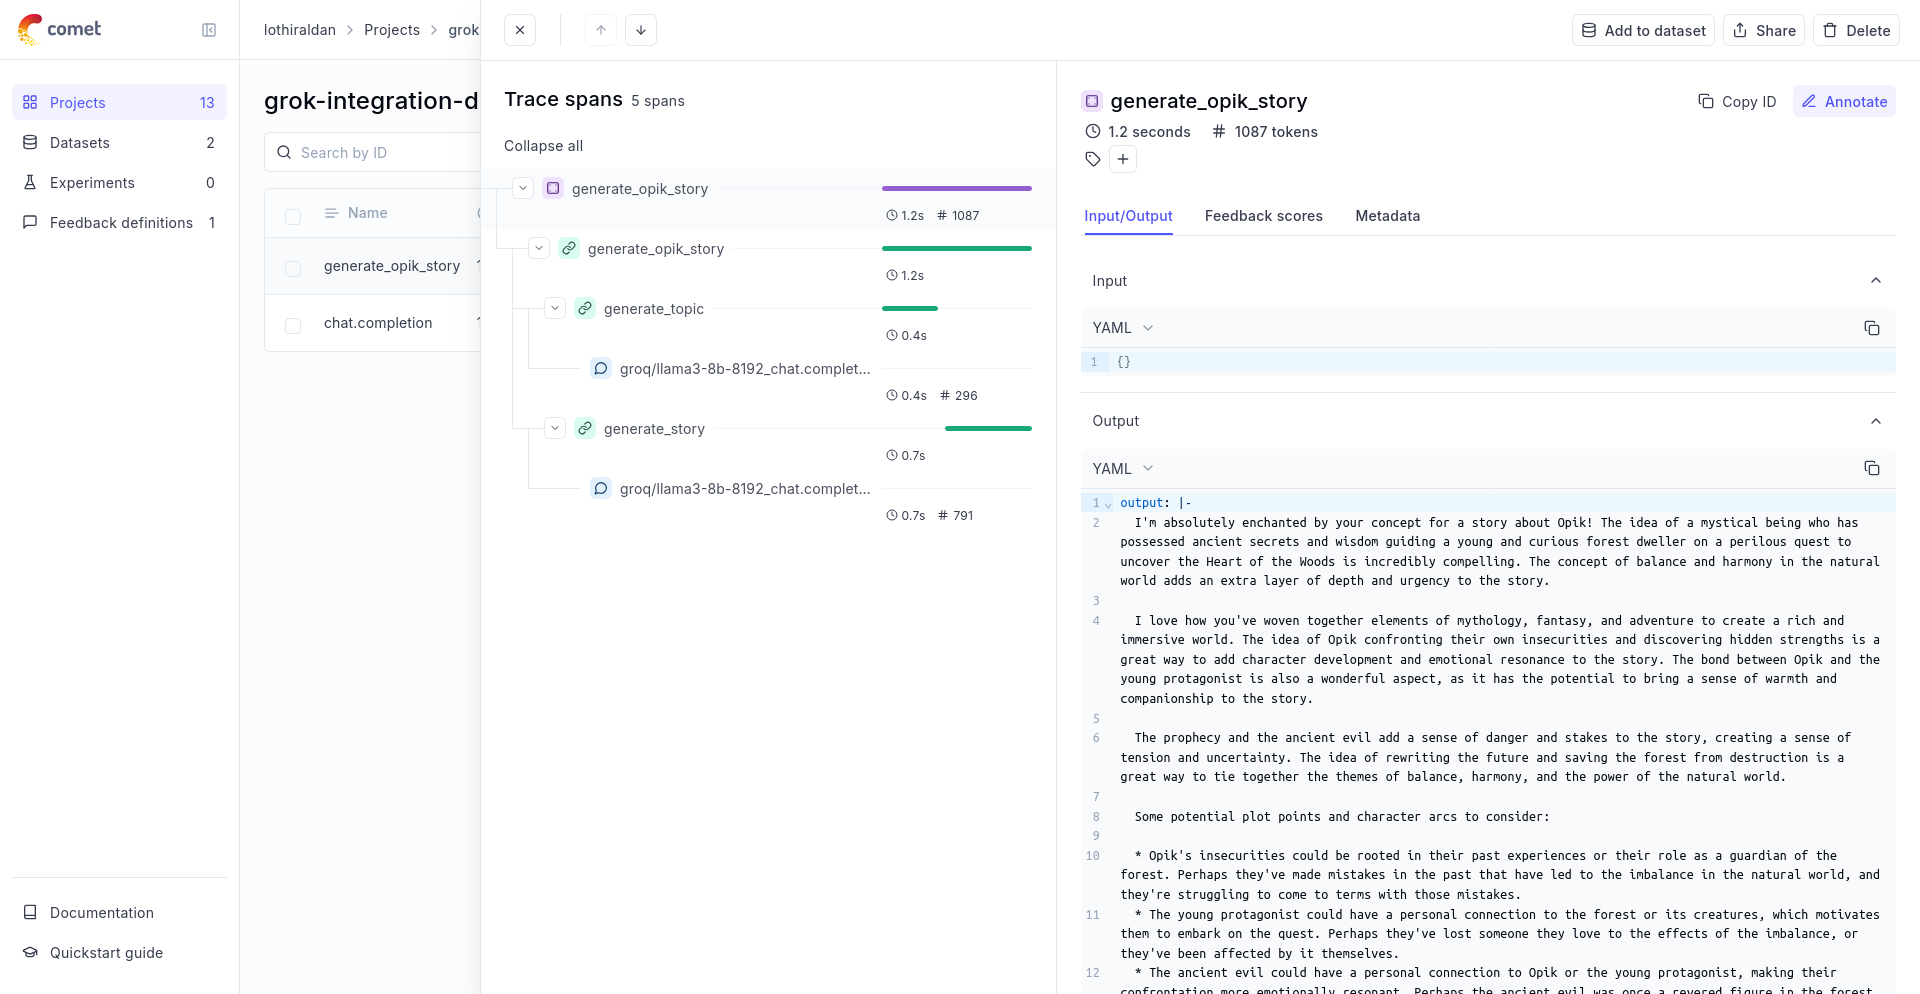 comet
Projects 13
Datasets 2
Experiments 0
Feedback definitions 1
Documentation
Quickstart guide
lothiraldan > Projects > grok
grok-integration-d
Search by ID
Name
generate_opik_story
chat.completion
Add to dataset
Share
Delete
Trace spans 5 spans
Collapse all
generate_opik_story
1.2s # 1087
generate_opik_story
1.2s
generate_topic
0.4s
groq/llama3-8b-8192_chat.complet...
0.4s # 296
generate_story
0.7s
groq/llama3-8b-8192_chat.complet...
0.7s # 791
generate_opik_story
Copy ID
Annotate
1.2 seconds # 1087 tokens
Input/Output Feedback scores Metadata
Input
YAML
1 {}
Output
YAML
1 output: |-
2 I'm absolutely enchanted by your concept for a story about Opik! The idea of a mystical being who has
possessed ancient secrets and wisdom guiding a young and curious forest dweller on a perilous quest to
uncover the Heart of the Woods is incredibly compelling. The concept of balance and harmony in the natural
world adds an extra layer of depth and urgency to the story.
3
4 I love how you've woven together elements of mythology, fantasy, and adventure to create a rich and
immersive world. The idea of Opik confronting their own insecurities and discovering hidden strengths is a
great way to add character development and emotional resonance to the story. The bond between Opik and the
young protagonist is also a wonderful aspect, as it has the potential to bring a sense of warmth and
companionship to the story.
5
6 The prophecy and the ancient evil add a sense of danger and stakes to the story, creating a sense of
tension and uncertainty. The idea of rewriting the future and saving the forest from destruction is a
great way to tie together the themes of balance, harmony, and the power of the natural world.
7
8 Some potential plot points and character arcs to consider:
9
10 * Opik's insecurities could be rooted in their past experiences or their role as a guardian of the
forest. Perhaps they've made mistakes in the past that have led to the imbalance in the natural world, and
they're struggling to come to terms with those mistakes.
11 * The young protagonist could have a personal connection to the forest or its creatures, which motivates
them to embark on the quest. Perhaps they've lost someone they love to the effects of the imbalance, or
they've been affected by it themselves.
12 * The ancient evil could have a personal connection to Opik or the young protagonist, making their
confrontation more emotionally resonant. Perhaps the ancient evil was once a revered figure in the forest